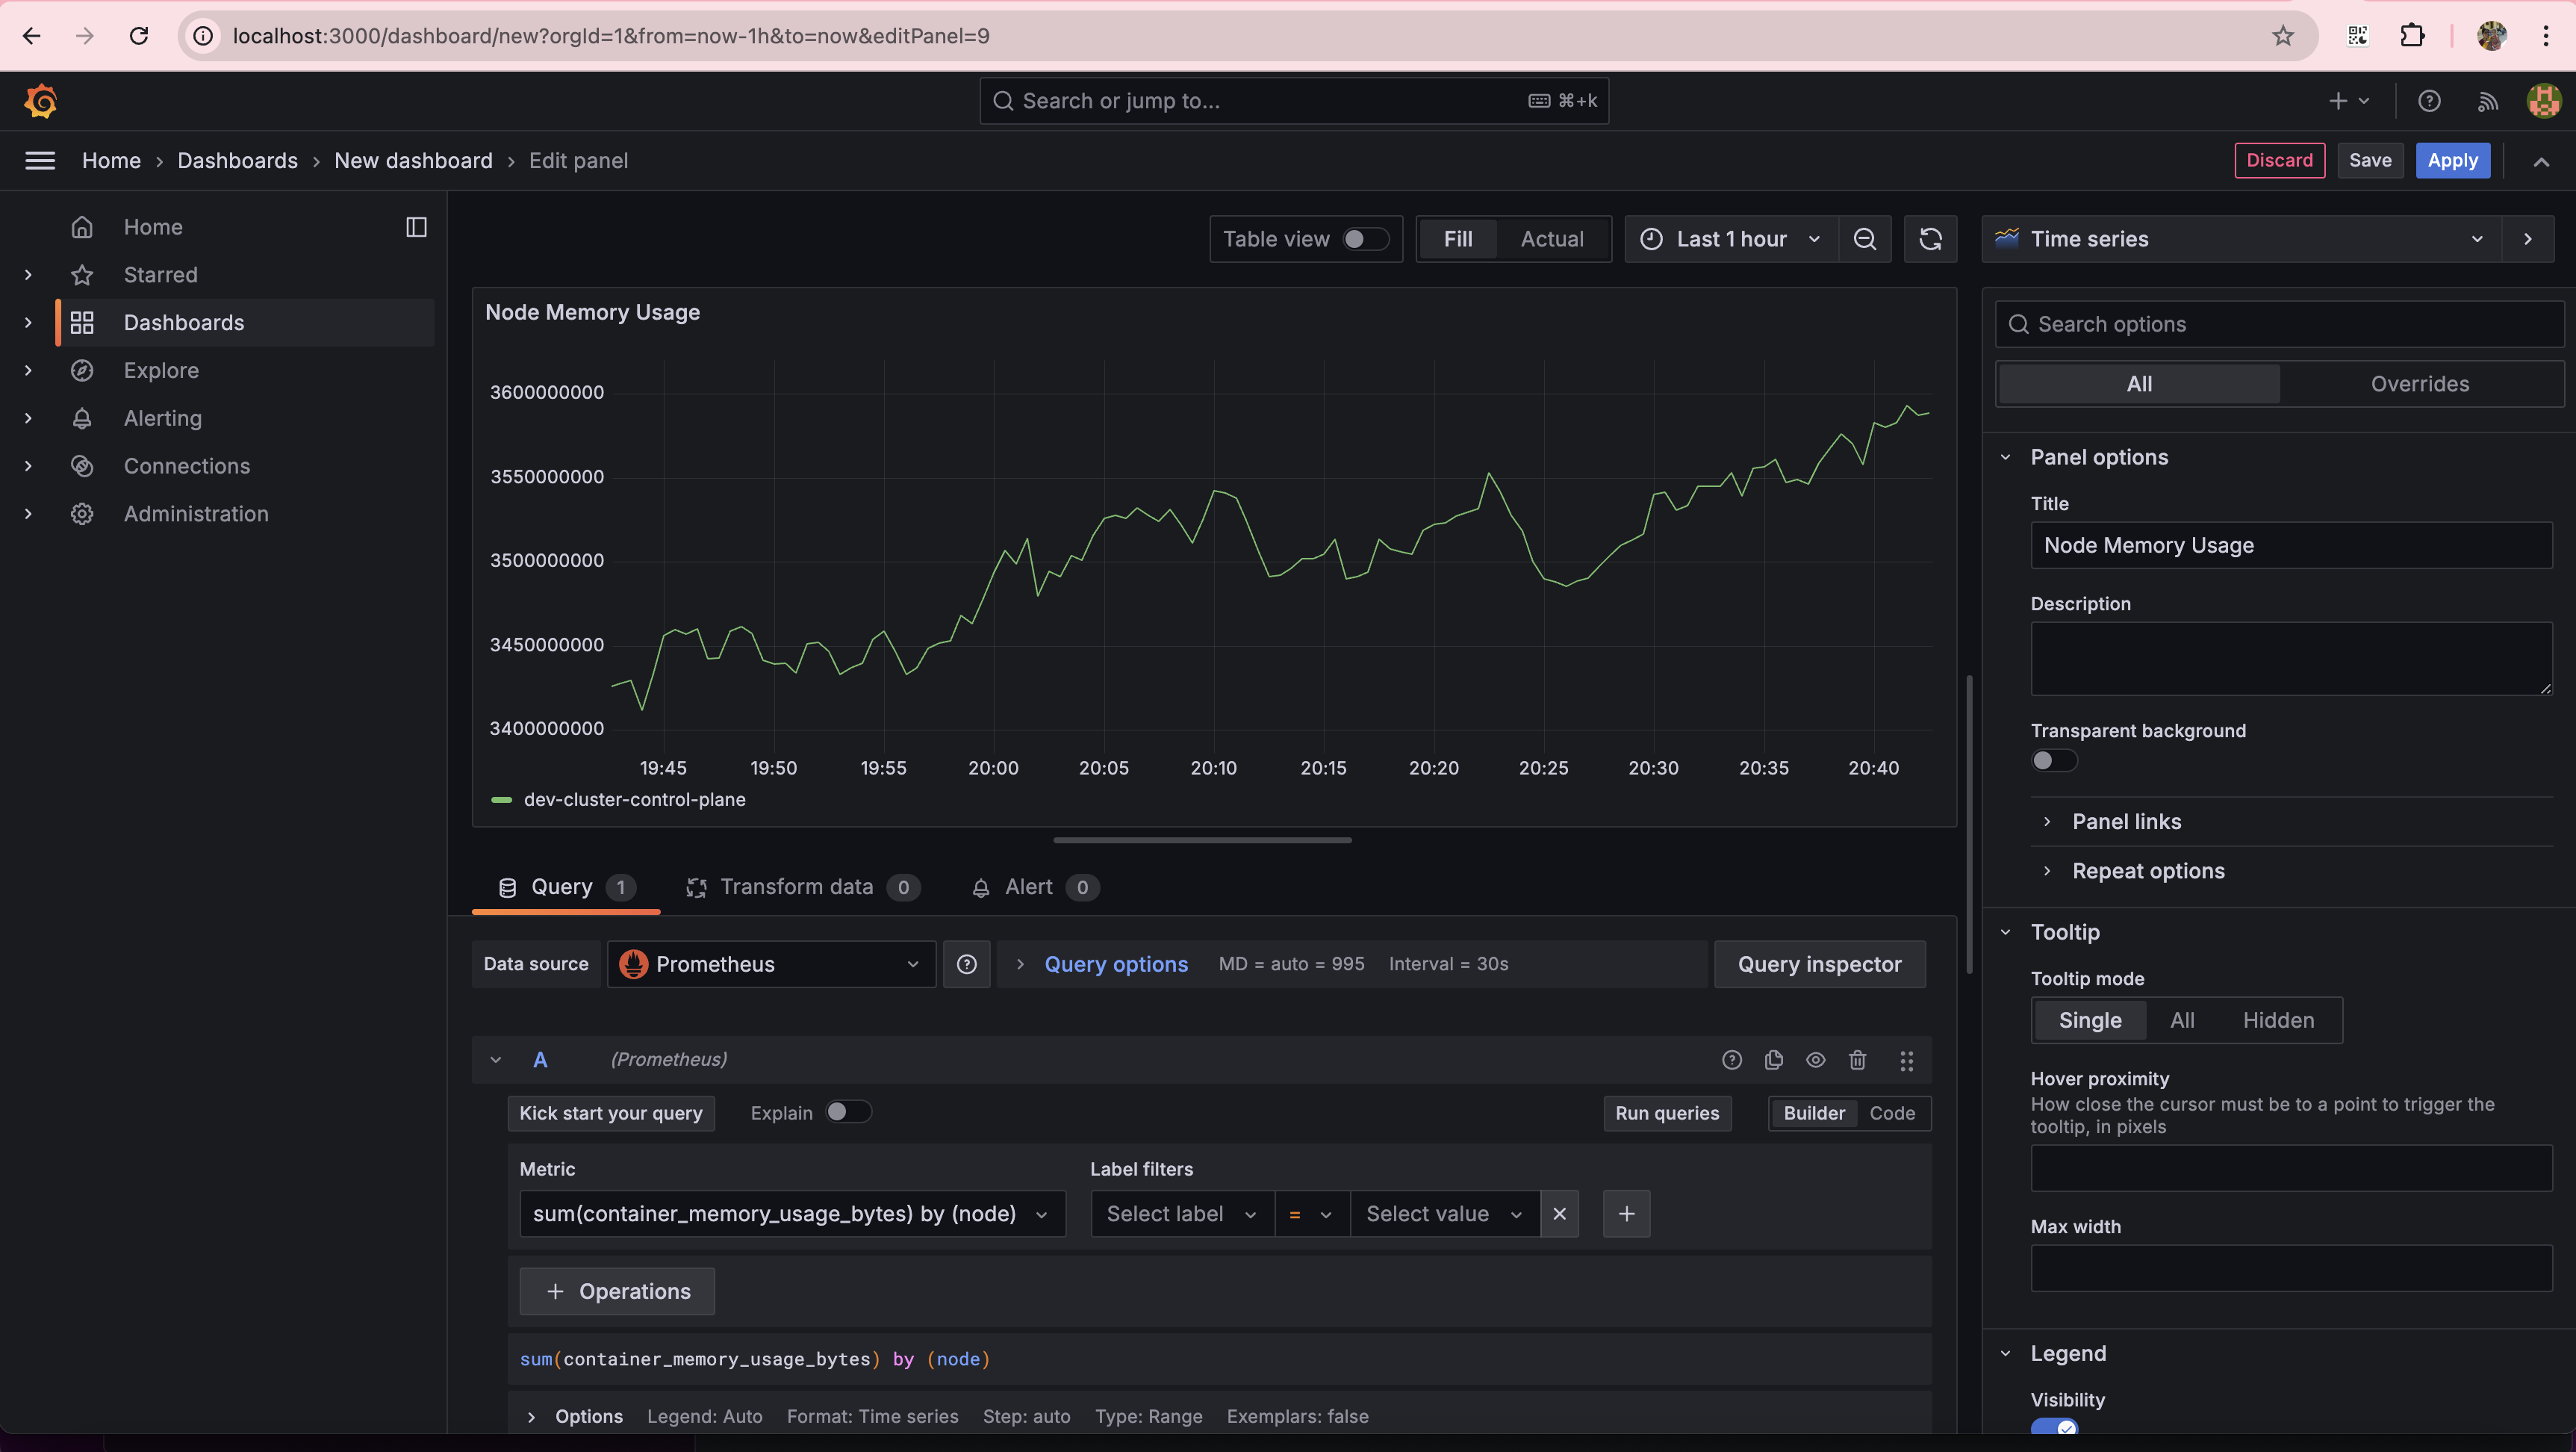 localhost:3000/dashboard/new?orgId=1&from=now-1h&to=now&editPanel=9
Search or jump to...
⌘+k
Home › Dashboards › New dashboard › Edit panel
Discard
Save
Apply
Home
Starred
Dashboards
Explore
Alerting
Connections
Administration
Table view
Fill
Actual
Last 1 hour
Time series
Node Memory Usage
3600000000
3550000000
3500000000
3450000000
3400000000
19:45 19:50 19:55 20:00 20:05 20:10 20:15 20:20 20:25 20:30 20:35 20:40
dev-cluster-control-plane
Query 1
Transform data 0
Alert 0
Data source
Prometheus
Query options
MD = auto = 995
Interval = 30s
Query inspector
A
(Prometheus)
Kick start your query
Explain
Run queries
Builder
Code
Metric
Label filters
sum(container_memory_usage_bytes) by (node)
Select label
=
Select value
+ Operations
sum(container_memory_usage_bytes) by (node)
Options
Legend: Auto
Format: Time series
Step: auto
Type: Range
Exemplars: false
Search options
All
Overrides
Panel options
Title
Node Memory Usage
Description
Transparent background
Panel links
Repeat options
Tooltip
Tooltip mode
Single
All
Hidden
Hover proximity
How close the cursor must be to a point to trigger the
tooltip, in pixels
Max width
Legend
Visibility